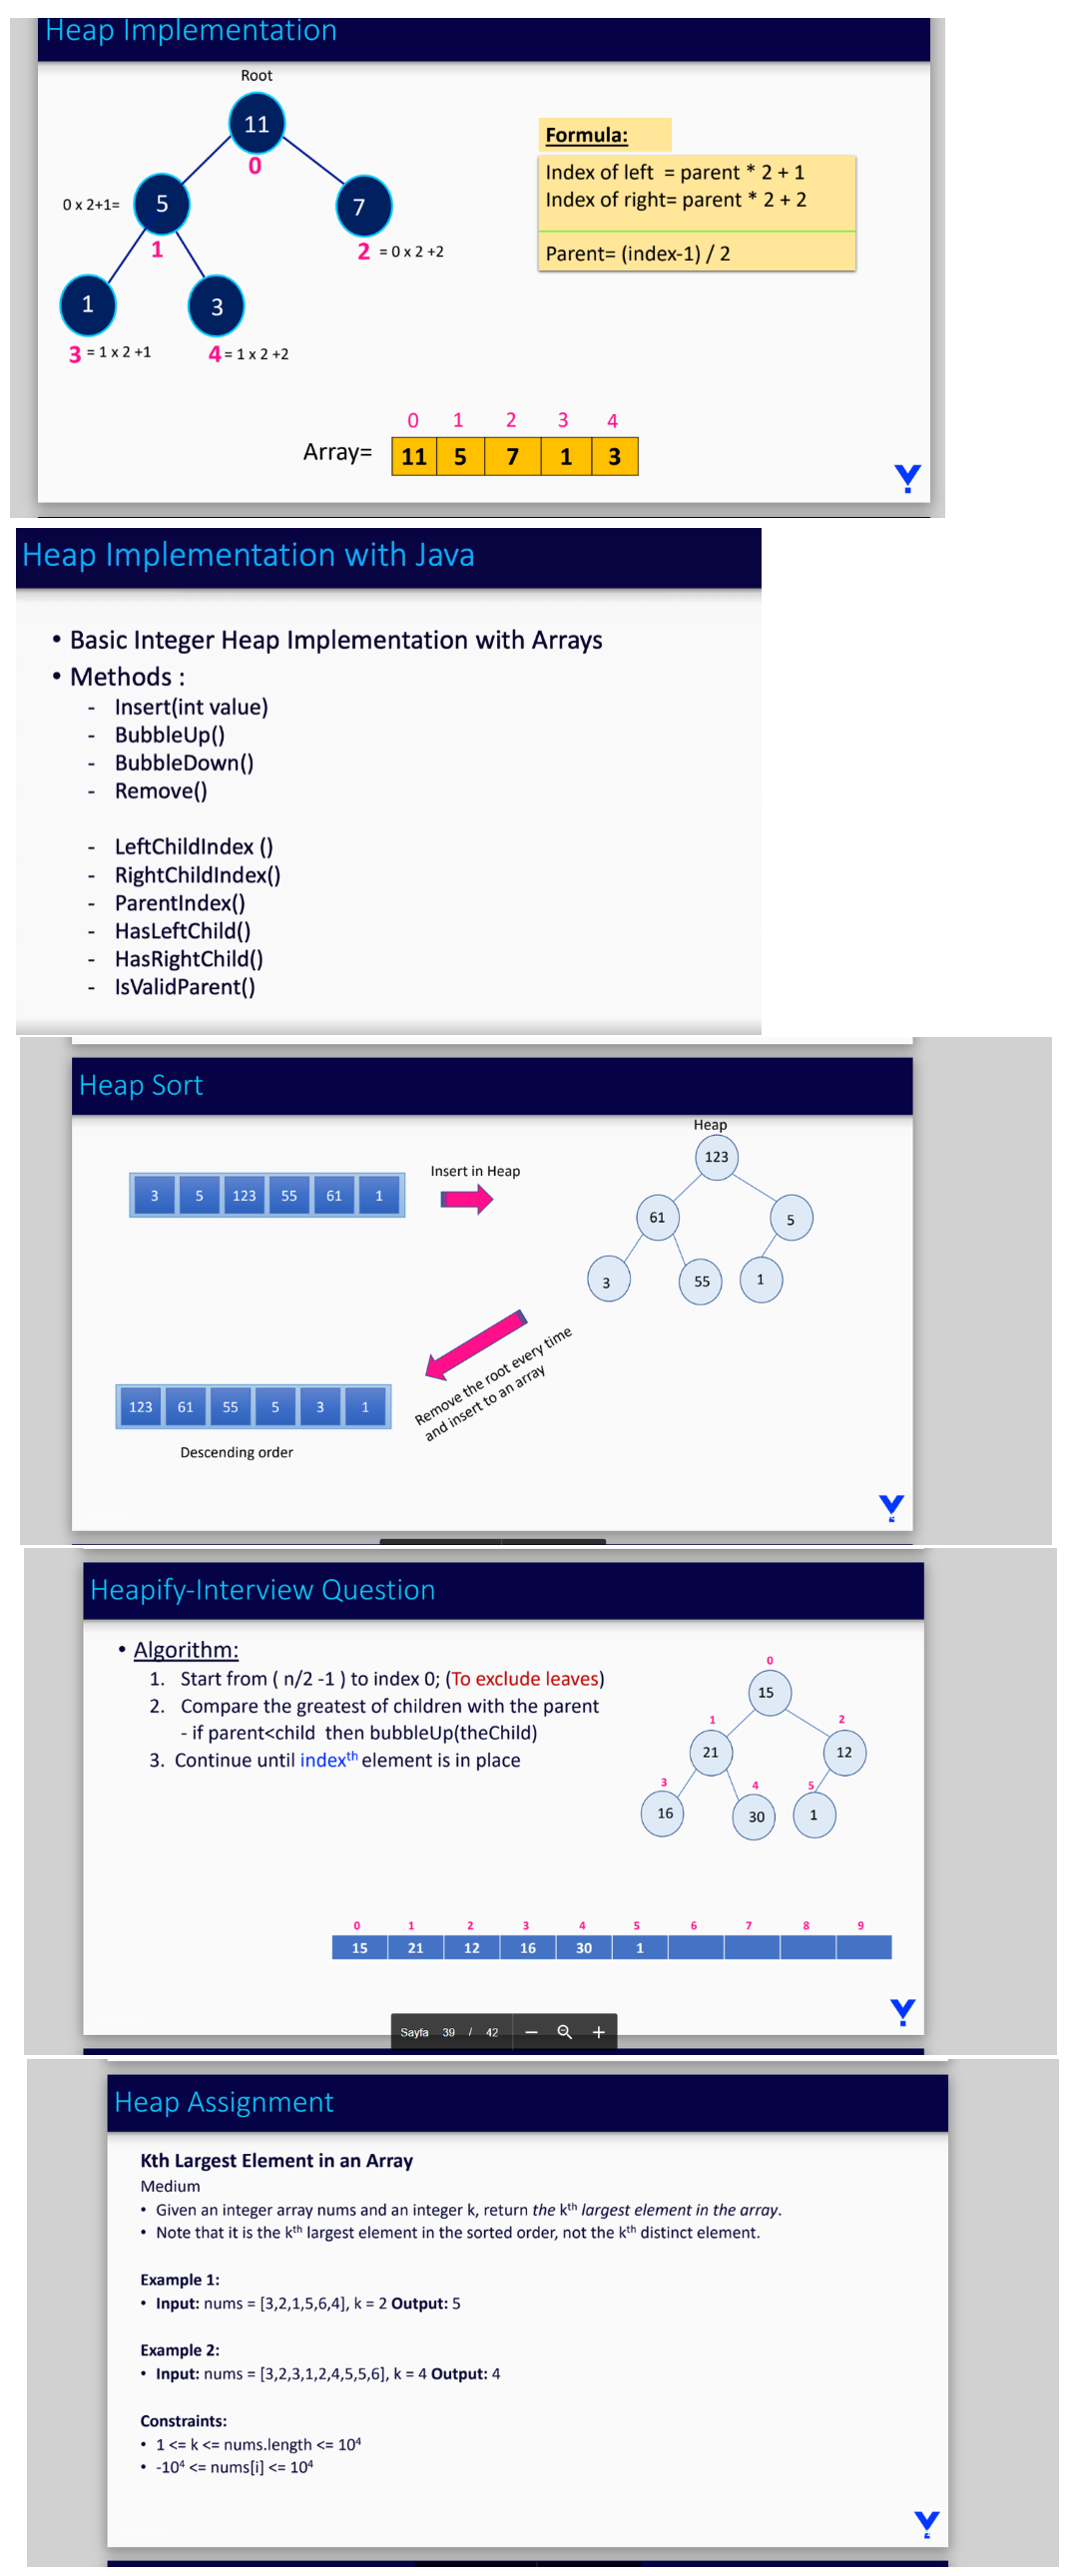 Heap Implementation
Root
11
0
Formula:
Index of left = parent * 2 + 1
Index of right= parent * 2 + 2
Parent= (index-1) / 2
0 x 2+1=
5
7
1
2 = 0 x 2 +2
1
3
3 = 1 x 2 +1
4 = 1 x 2 +2
0 1 2 3 4
Array= 11 5 7 1 3
Heap Implementation with Java
• Basic Integer Heap Implementation with Arrays
• Methods :
- Insert(int value)
- BubbleUp()
- BubbleDown()
- Remove()
- LeftChildIndex ()
- RightChildIndex()
- ParentIndex()
- HasLeftChild()
- HasRightChild()
- IsValidParent()
Heap Sort
Heap
123
Insert in Heap
3 5 123 55 61 1
61 5
3 55 1
Remove the root every time
and insert to an array
123 61 55 5 3 1
Descending order
Heapify-Interview Question
• Algorithm:
1. Start from ( n/2 -1 ) to index 0; (To exclude leaves)
2. Compare the greatest of children with the parent
- if parent<child then bubbleUp(theChild)
3. Continue until indexth element is in place
0
15
1 2
21 12
3 4 5
16 30 1
0 1 2 3 4 5 6 7 8 9
15 21 12 16 30 1
Sayfa 39 / 42 − +
Heap Assignment
Kth Largest Element in an Array
Medium
• Given an integer array nums and an integer k, return the kth largest element in the array.
• Note that it is the kth largest element in the sorted order, not the kth distinct element.
Example 1:
• Input: nums = [3,2,1,5,6,4], k = 2 Output: 5
Example 2:
• Input: nums = [3,2,3,1,2,4,5,5,6], k = 4 Output: 4
Constraints:
• 1 <= k <= nums.length <= 10⁴
• -10⁴ <= nums[i] <= 10⁴